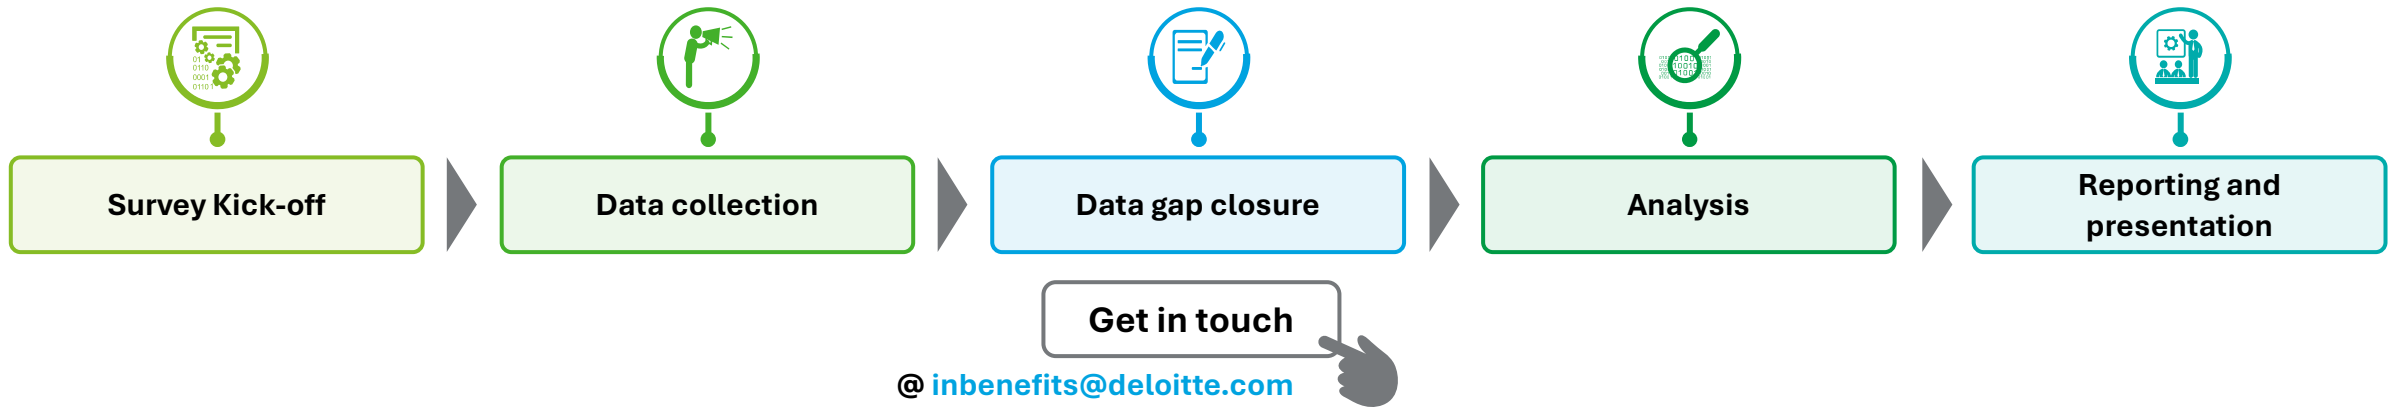 Survey Kick-off
Data collection
Data gap closure
Analysis
Reporting and
presentation
Get in touch
@ inbenefits@deloitte.com